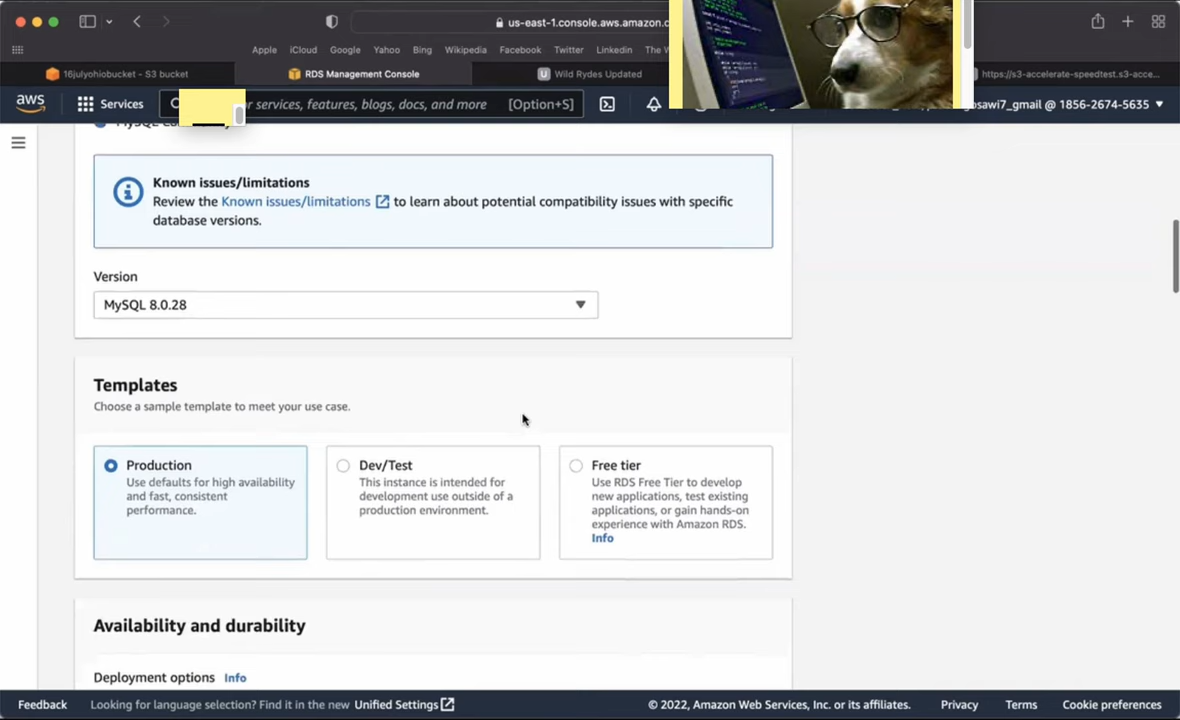 us-east-1.console.aws.amazon.c
Apple iCloud Google Yahoo Bing Wikipedia Facebook Twitter Linkedin The
16julyohiobucket - S3 bucket RDS Management Console Wild Rydes Updated https://s3-accelerate-speedtest.s3-acce...
aws Services r services, features, blogs, docs, and more [Option+S] gosawi7_gmail @ 1856-2674-5635
Known issues/limitations
Review the Known issues/limitations to learn about potential compatibility issues with specific
database versions.
Version
MySQL 8.0.28
Templates
Choose a sample template to meet your use case.
Production
Use defaults for high availability
and fast, consistent
performance.
Dev/Test
This instance is intended for
development use outside of a
production environment.
Free tier
Use RDS Free Tier to develop
new applications, test existing
applications, or gain hands-on
experience with Amazon RDS.
Info
Availability and durability
Deployment options Info
Feedback Looking for language selection? Find it in the new Unified Settings © 2022, Amazon Web Services, Inc. or its affiliates. Privacy Terms Cookie preferences